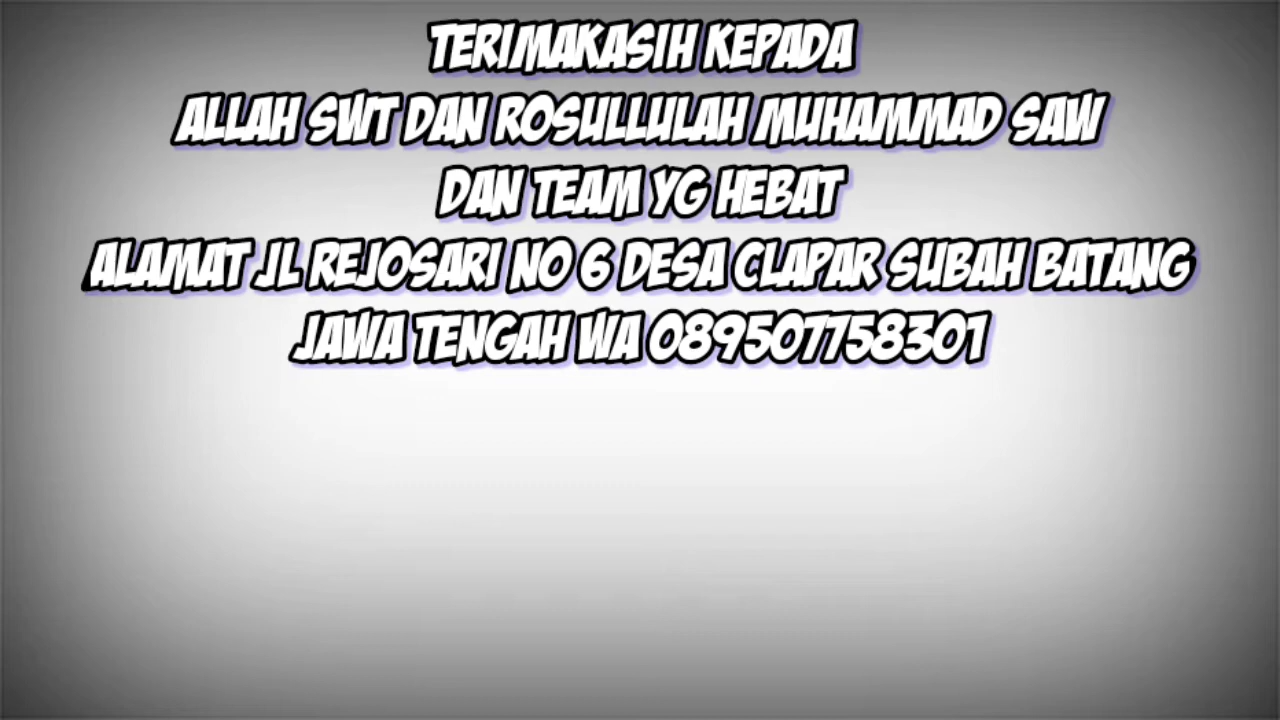 TERIMAKASIH KEPADA
ALLAH SWT DAN ROSULLULAH MUHAMMAD SAW
DAN TEAM YG HEBAT
ALAMAT JL REJOSARI NO 6 DESA CLAPAR SUBAH BATANG
JAWA TENGAH WA 089507758301